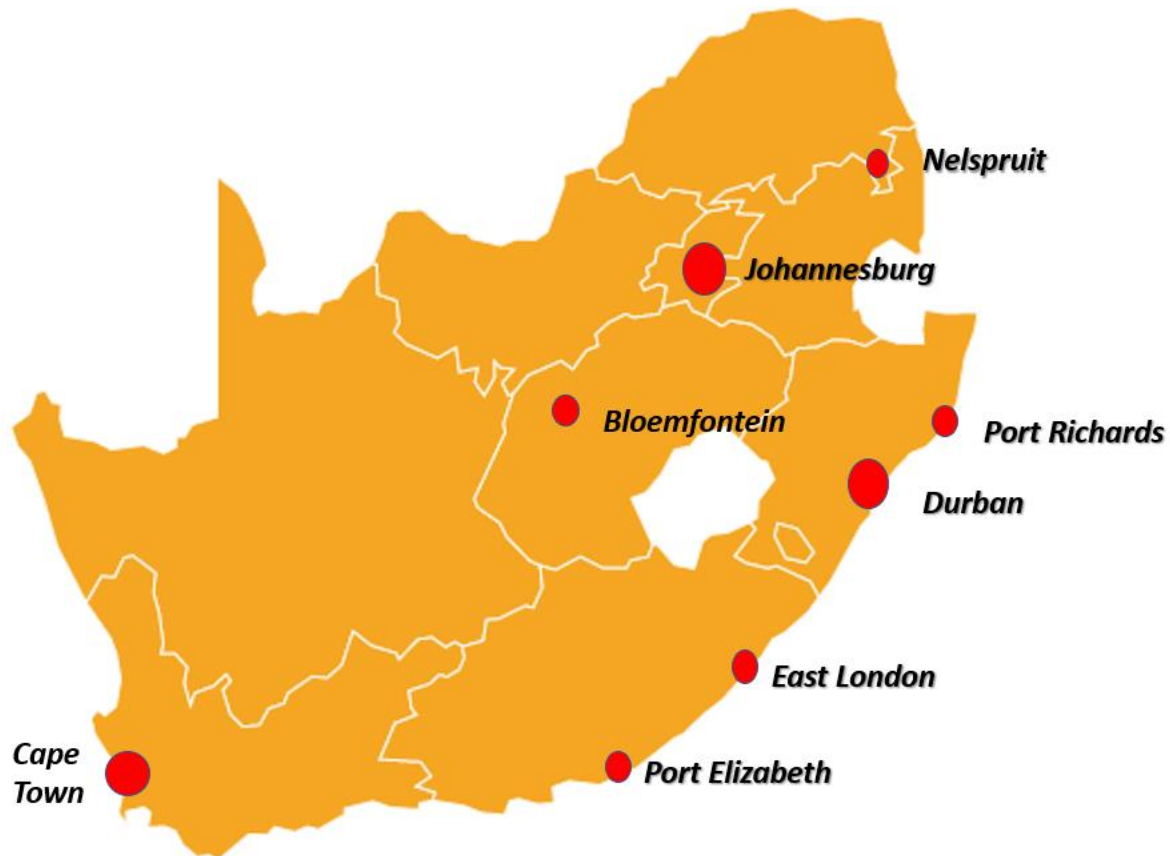 Nelspruit
Johannesburg
Bloemfontein
Port Richards
Durban
East London
Cape
Town
Port Elizabeth